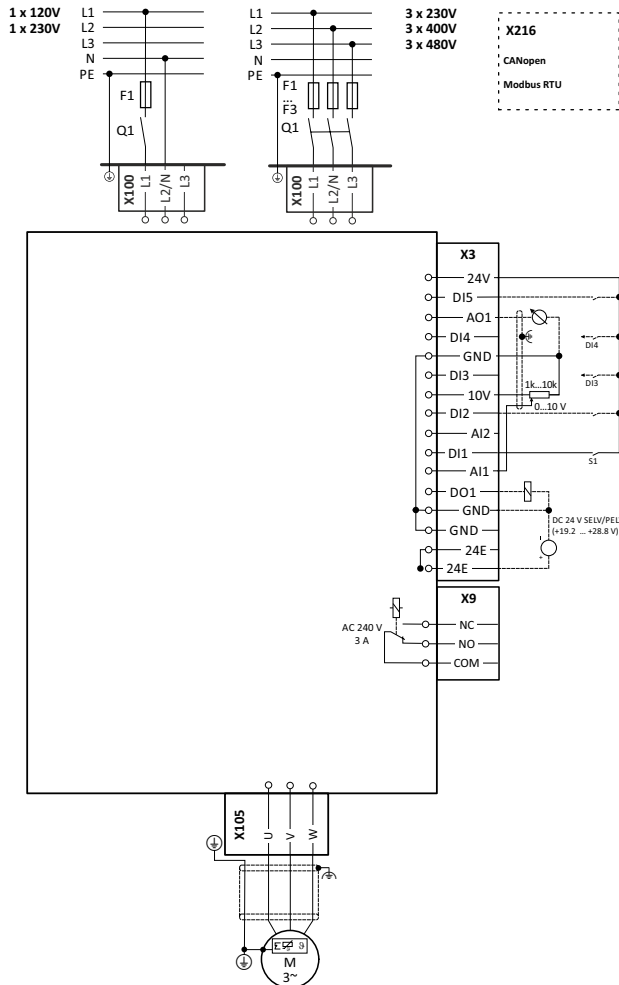 1 x 120V
1 x 230V
L1
L2
L3
N
PE
F1
Q1
X100
L1
L2/N
L3
3 x 230V
3 x 400V
3 x 480V
L1
L2
L3
N
PE
F1
...
F3
Q1
X100
L1
L2/N
L3
X216
CANopen
Modbus RTU
X3
24V
DI5
AO1
DI4
GND
DI3
10V
DI2
AI2
DI1
AI1
DO1
GND
GND
24E
24E
DI4
DI3
1k...10k
0...10 V
S1
DC 24 V SELV/PEL
(+19.2 ... +28.8 V)
+
X9
NC
NO
COM
AC 240 V
3 A
X105
U
V
W
ϑ
M
3~